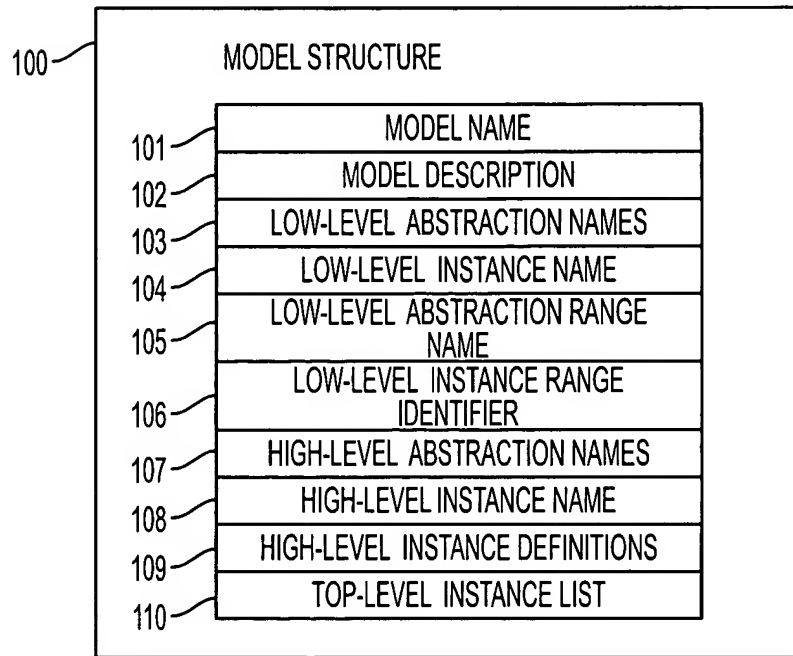 100
MODEL STRUCTURE
101
MODEL NAME
102
MODEL DESCRIPTION
103
LOW-LEVEL ABSTRACTION NAMES
104
LOW-LEVEL INSTANCE NAME
105
LOW-LEVEL ABSTRACTION RANGE
NAME
106
LOW-LEVEL INSTANCE RANGE
IDENTIFIER
107
HIGH-LEVEL ABSTRACTION NAMES
108
HIGH-LEVEL INSTANCE NAME
109
HIGH-LEVEL INSTANCE DEFINITIONS
110
TOP-LEVEL INSTANCE LIST